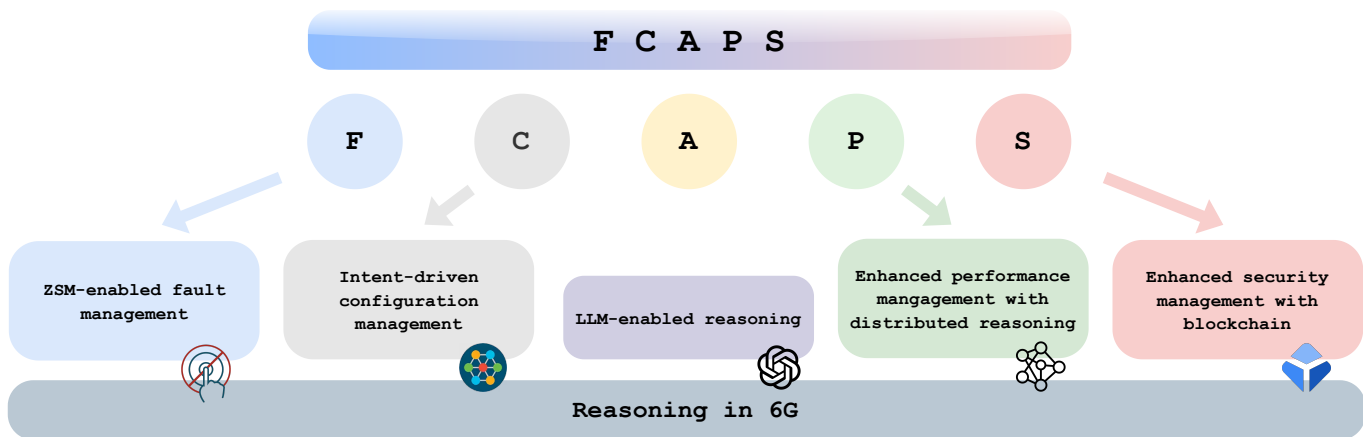 F C A P S
F
C
A
P
S
ZSM-enabled fault
management
Intent-driven
configuration
management
LLM-enabled reasoning
Enhanced performance
mangagement with
distributed reasoning
Enhanced security
management with
blockchain
Reasoning in 6G